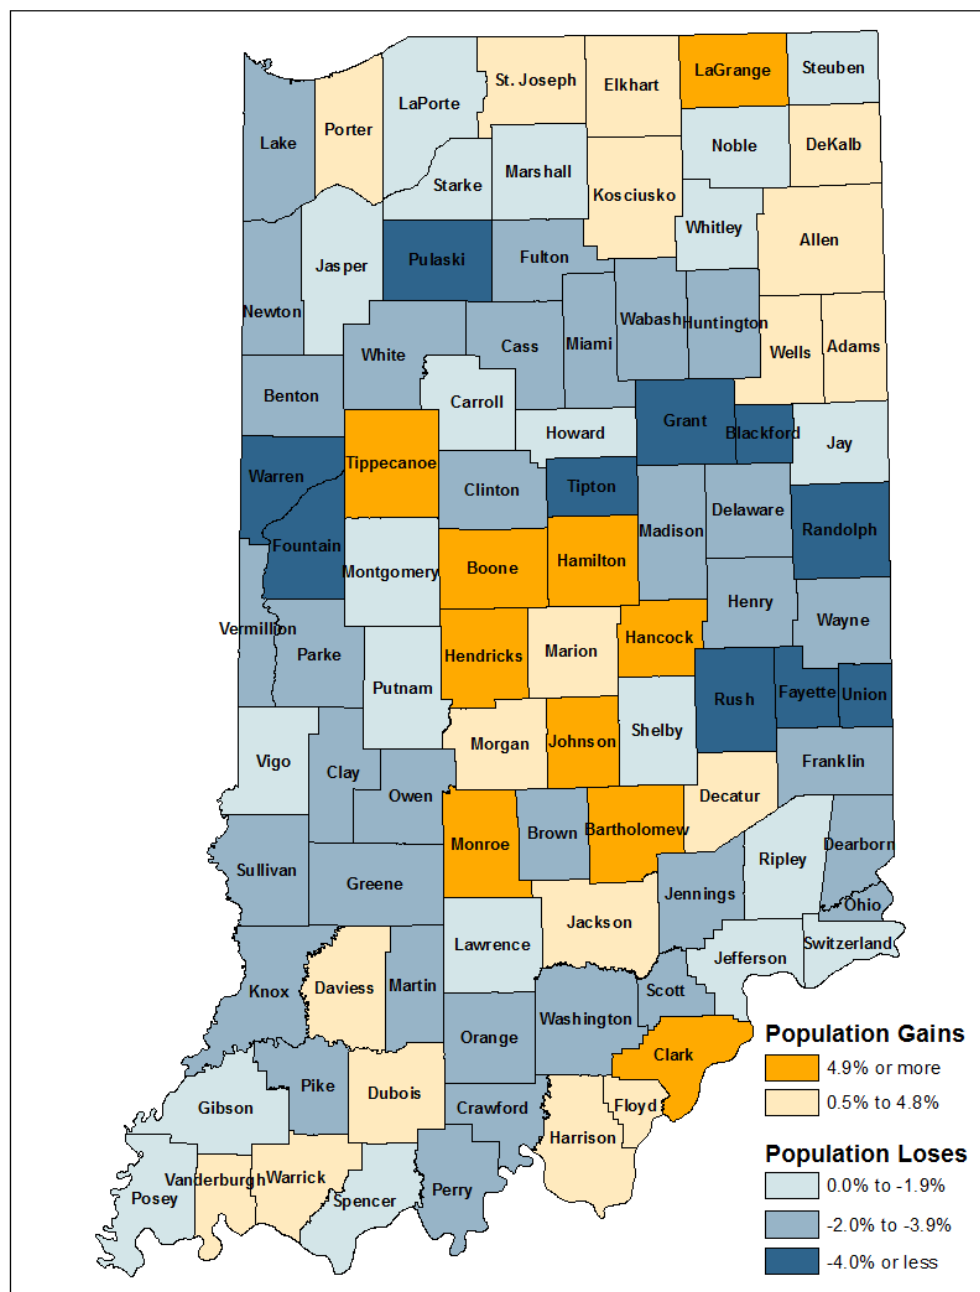 St. Joseph
Elkhart
LaGrange
Steuben
LaPorte
Porter
Lake
Noble
DeKalb
Starke
Marshall
Kosciusko
Whitley
Allen
Jasper
Pulaski
Fulton
Newton
Wabash
Huntington
White
Cass
Miami
Wells
Adams
Benton
Carroll
Grant
Blackford
Howard
Jay
Tippecanoe
Warren
Clinton
Tipton
Delaware
Madison
Randolph
Fountain
Montgomery
Boone
Hamilton
Henry
Wayne
Vermillion
Parke
Hendricks
Marion
Hancock
Putnam
Rush
Fayette
Union
Morgan
Johnson
Shelby
Vigo
Clay
Franklin
Owen
Decatur
Monroe
Brown
Bartholomew
Ripley
Dearborn
Sullivan
Greene
Jennings
Ohio
Jackson
Lawrence
Switzerland
Jefferson
Knox
Daviess
Martin
Scott
Washington
Orange
Clark
Pike
Dubois
Gibson
Crawford
Floyd
Harrison
Vanderburgh
Warrick
Posey
Spencer
Perry
Population Gains
4.9% or more
0.5% to 4.8%
Population Loses
0.0% to -1.9%
-2.0% to -3.9%
-4.0% or less